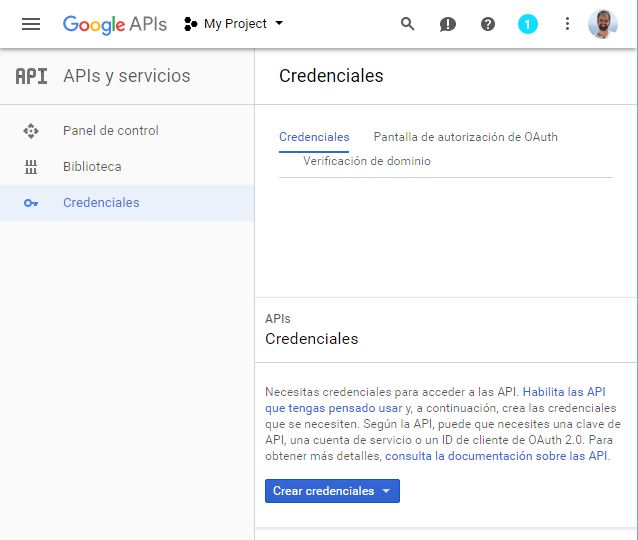 Google APIs
My Project
1
API APIs y servicios
Credenciales
Panel de control
Biblioteca
Credenciales
Credenciales Pantalla de autorización de OAuth
Verificación de dominio
APIs
Credenciales
Necesitas credenciales para acceder a las API. Habilita las API
que tengas pensado usar y, a continuación, crea las credenciales
que se necesiten. Según la API, puede que necesites una clave de
API, una cuenta de servicio o un ID de cliente de OAuth 2.0. Para
obtener más detalles, consulta la documentación sobre las API.
Crear credenciales